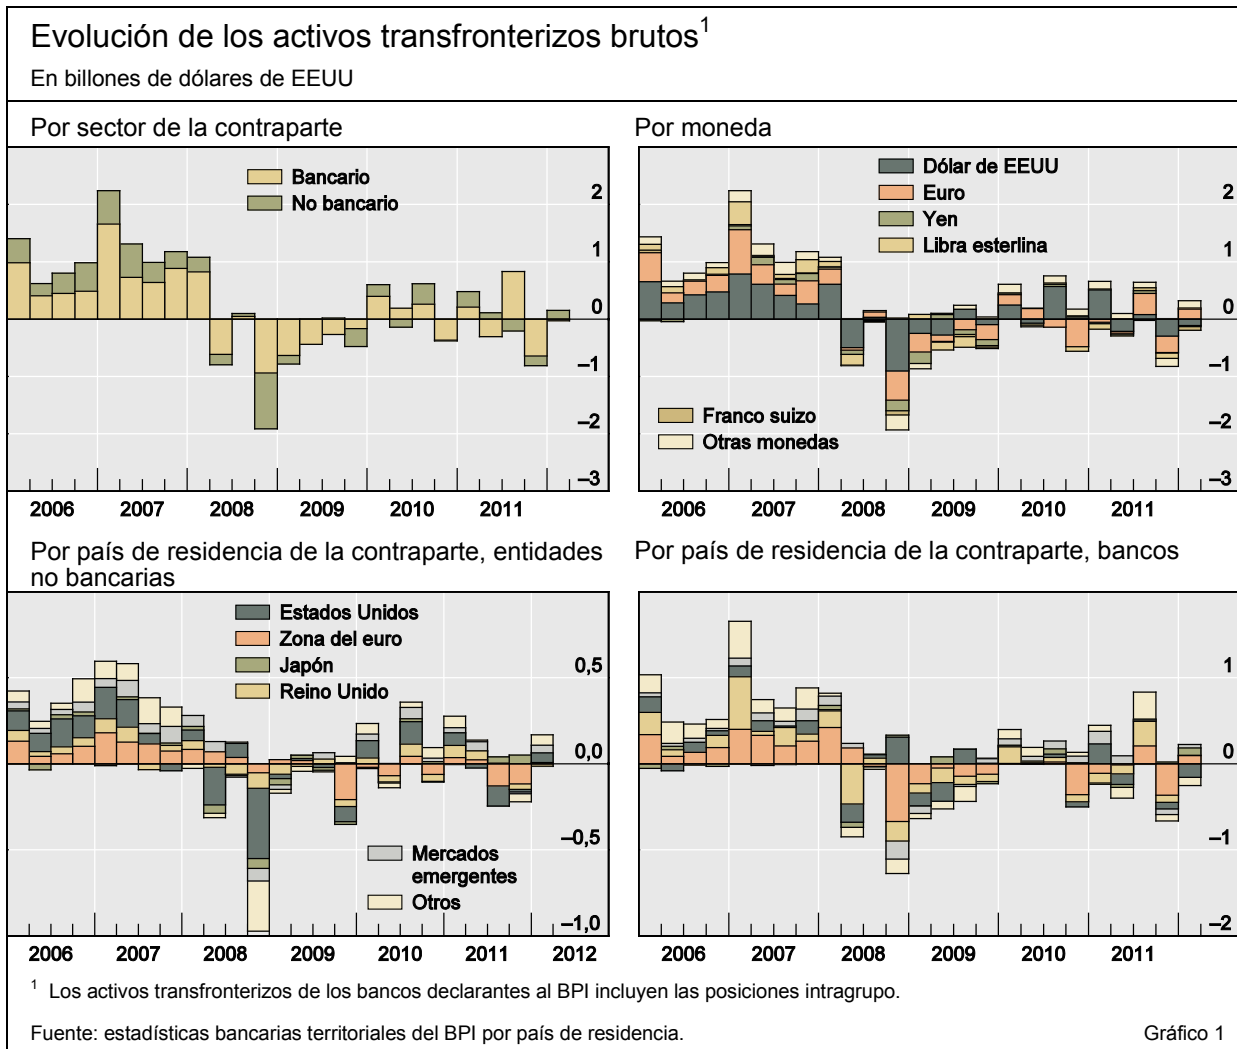 Evolución de los activos transfronterizos brutos1
En billones de dólares de EEUU
Por sector de la contraparte
Bancario
No bancario
2
1
0
–1
–2
–3
2006 2007 2008 2009 2010 2011
Por moneda
Dólar de EEUU
Euro
Yen
Libra esterlina
Franco suizo
Otras monedas
2
1
0
–1
–2
–3
2006 2007 2008 2009 2010 2011
Por país de residencia de la contraparte, entidades
no bancarias
Estados Unidos
Zona del euro
Japón
Reino Unido
Mercados
emergentes
Otros
0,5
0,0
–0,5
–1,0
2006 2007 2008 2009 2010 2011 2012
Por país de residencia de la contraparte, bancos
1
0
–1
–2
2006 2007 2008 2009 2010 2011
1 Los activos transfronterizos de los bancos declarantes al BPI incluyen las posiciones intragrupo.
Fuente: estadísticas bancarias territoriales del BPI por país de residencia. Gráfico 1